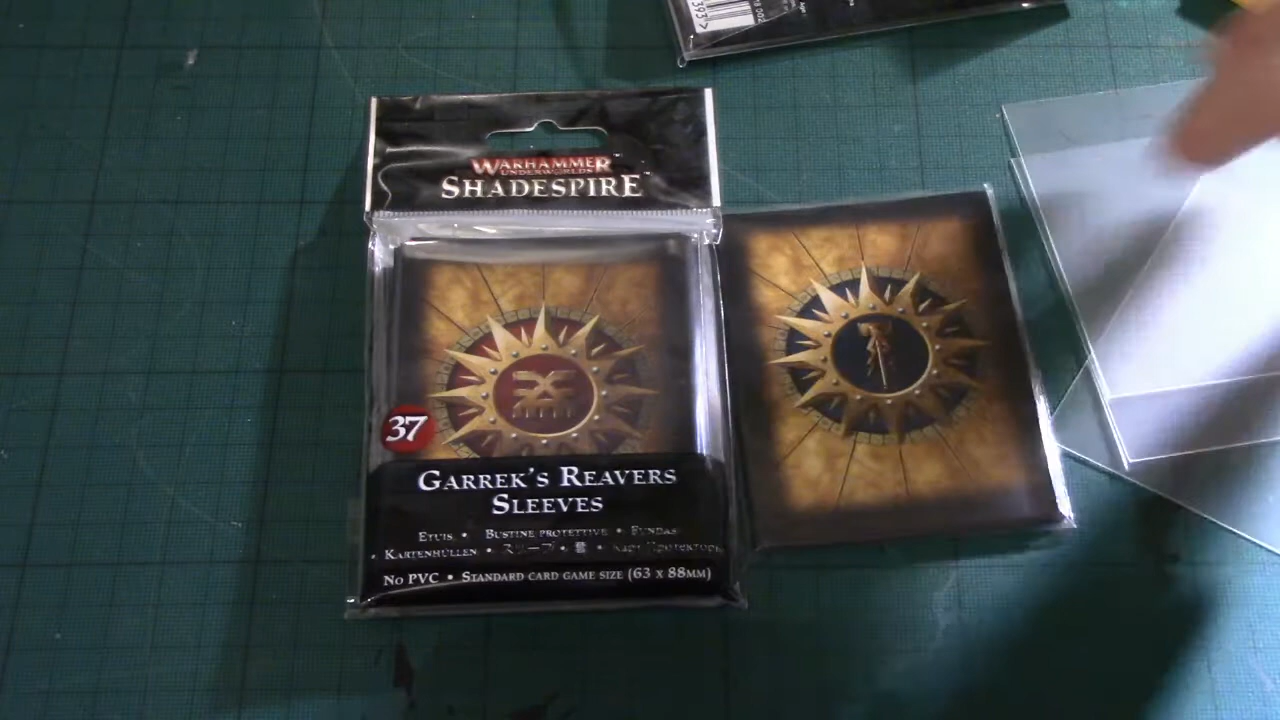 WARHAMMER
UNDERWORLDS
SHADESPIRE™
37
GARREK'S REAVERS
SLEEVES
ETUIS • BUSTINE PROTETTIVE • FUNDAS
• KARTENHÜLLEN • スリーブ • 套 •
NO PVC • STANDARD CARD GAME SIZE (63 X 88MM)